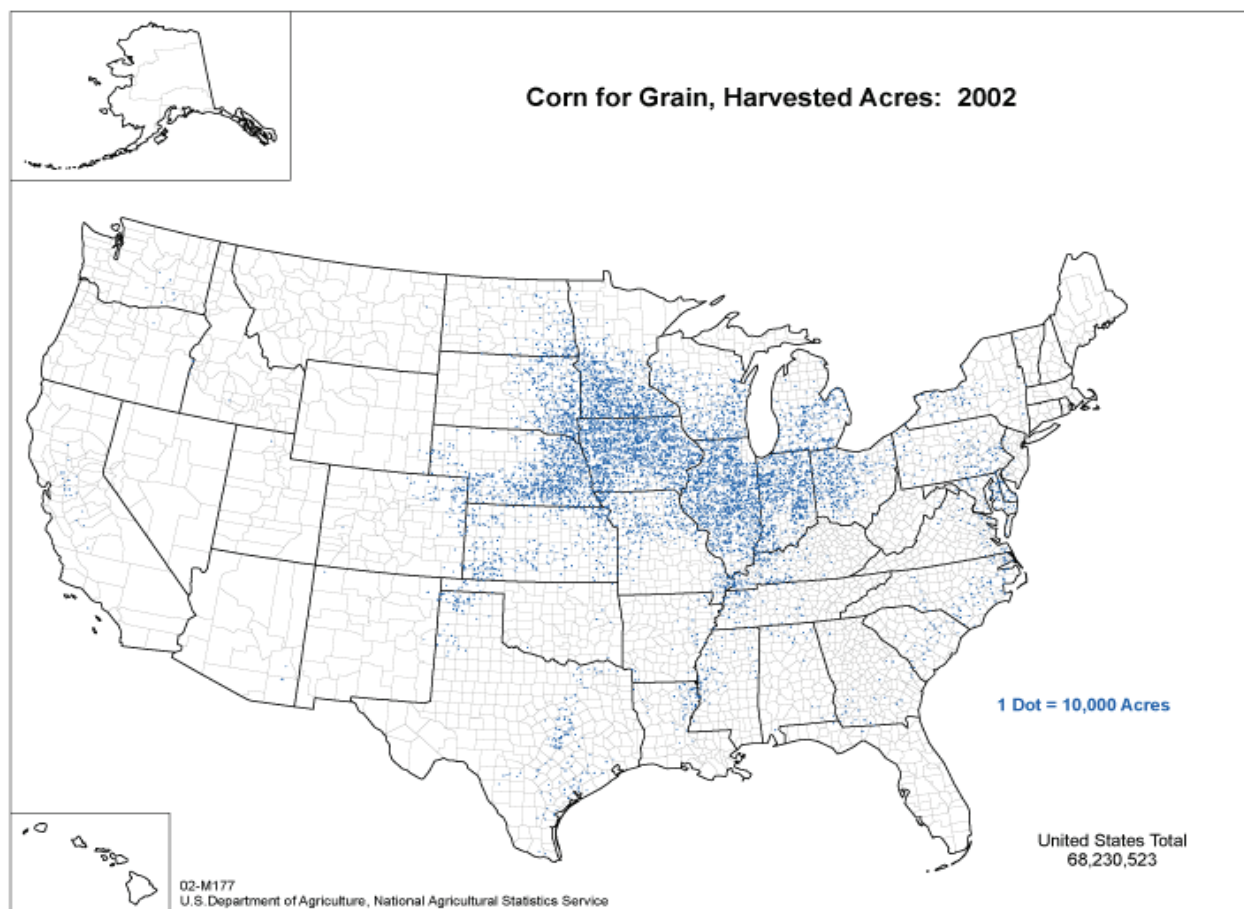 Corn for Grain, Harvested Acres: 2002
1 Dot = 10,000 Acres
United States Total
68,230,523
02-M177
U.S.Department of Agriculture, National Agricultural Statistics Service